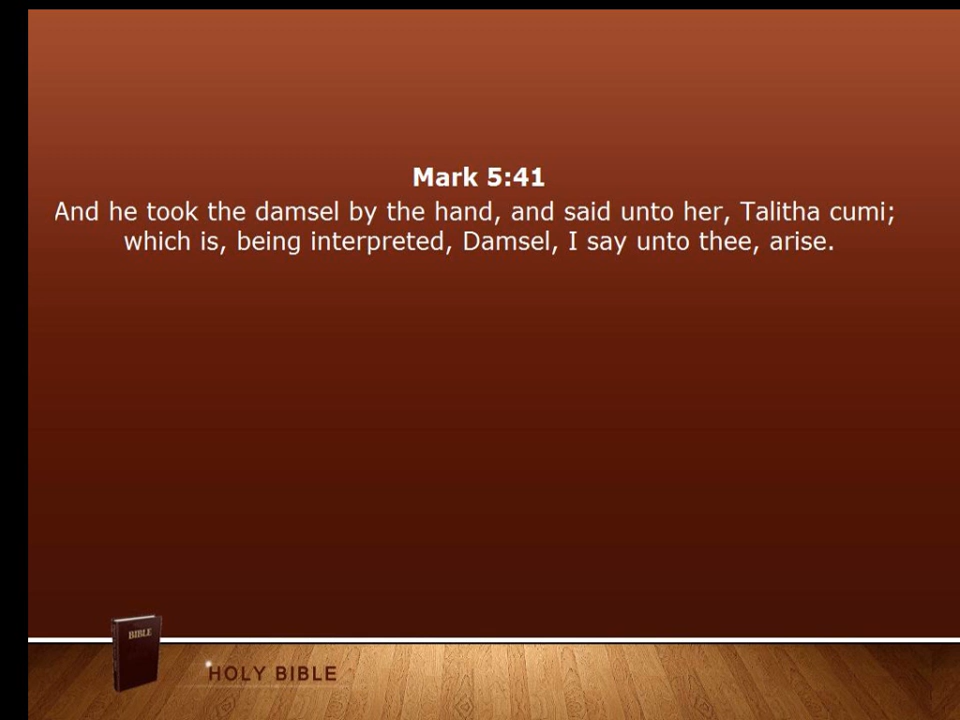 Mark 5:41
And he took the damsel by the hand, and said unto her, Talitha cumi;
which is, being interpreted, Damsel, I say unto thee, arise.
BIBLE
HOLY BIBLE